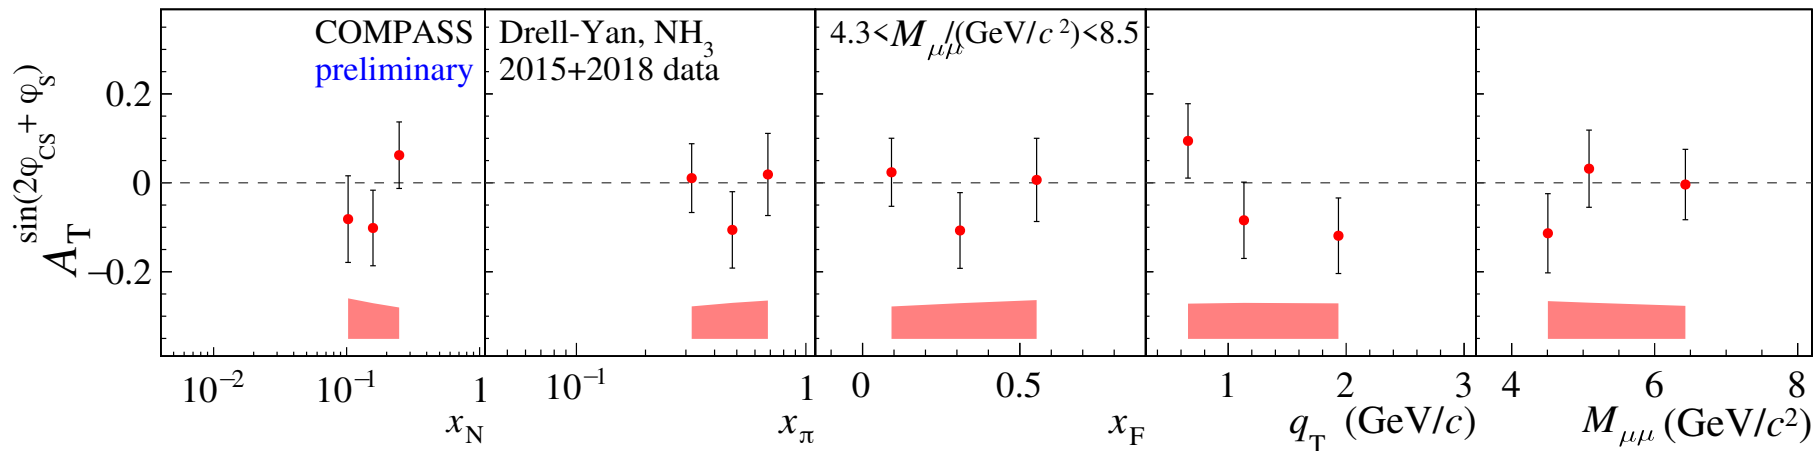 COMPASS
preliminary
Drell-Yan, NH₃
2015+2018 data
4.3<M_μμ/(GeV/c²)<8.5
A_T^sin(2φ_CS + φ_S)
0.2
0
−0.2
10⁻² 10⁻¹ 1
x_N
10⁻¹ 1
x_π
0 0.5
x_F
1 2 3
q_T (GeV/c)
4 6 8
M_μμ (GeV/c²)